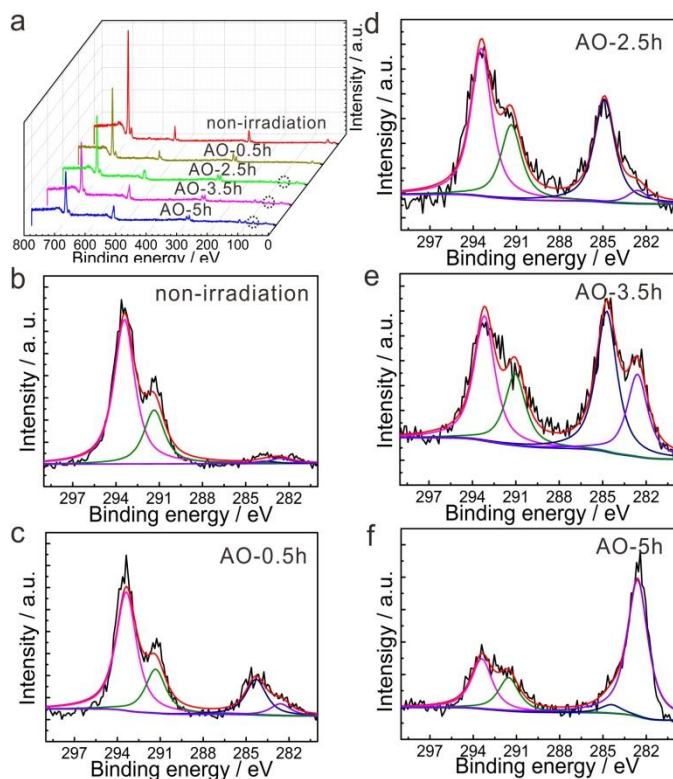 a
Intensity / a.u.
non-irradiation
AO-0.5h
AO-2.5h
AO-3.5h
AO-5h
800 700 600 500 400 300 200 100 0
Binding energy / eV
b
non-irradiation
Intensity / a. u.
297 294 291 288 285 282
Binding energy / eV
c
AO-0.5h
Intensity / a.u.
297 294 291 288 285 282
Binding energy / eV
d
AO-2.5h
Intensigy / a.u.
297 294 291 288 285 282
Binding energy / eV
e
AO-3.5h
Intensity / a.u.
297 294 291 288 285 282
Binding energy / eV
f
AO-5h
Intensigy / a.u.
297 294 291 288 285 282
Binding energy / eV